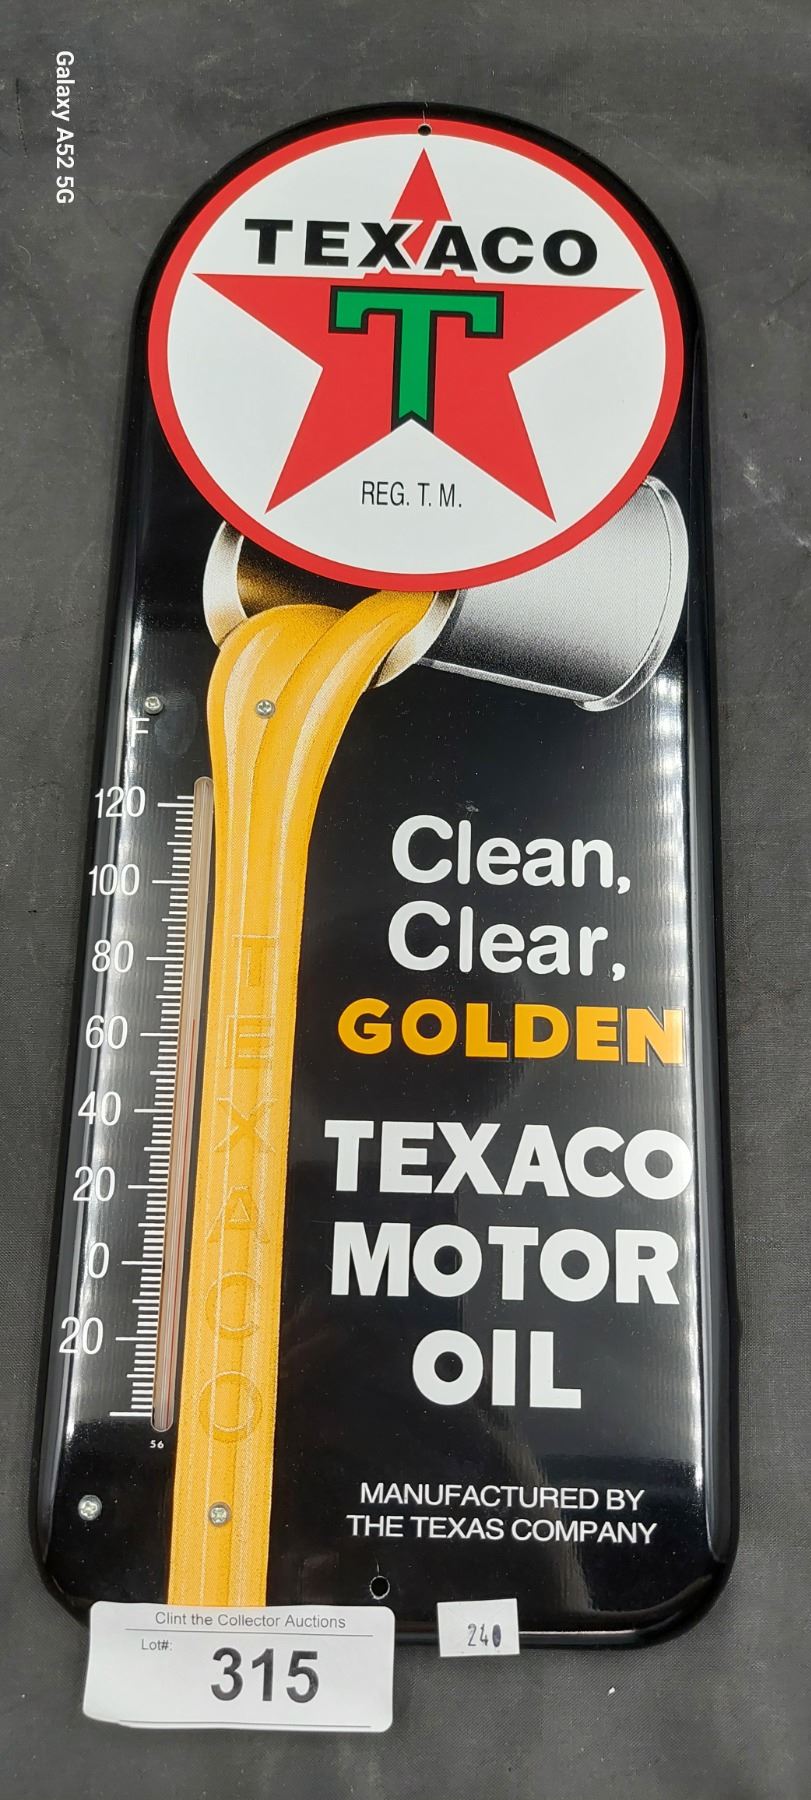 Galaxy A52 5G
TEXACO
T
REG. T. M.
F
120
100
80
60
40
20
0
20
56
TEXACO
Clean,
Clear,
GOLDEN
TEXACO
MOTOR
OIL
MANUFACTURED BY
THE TEXAS COMPANY
Clint the Collector Auctions
Lot#:
315
240